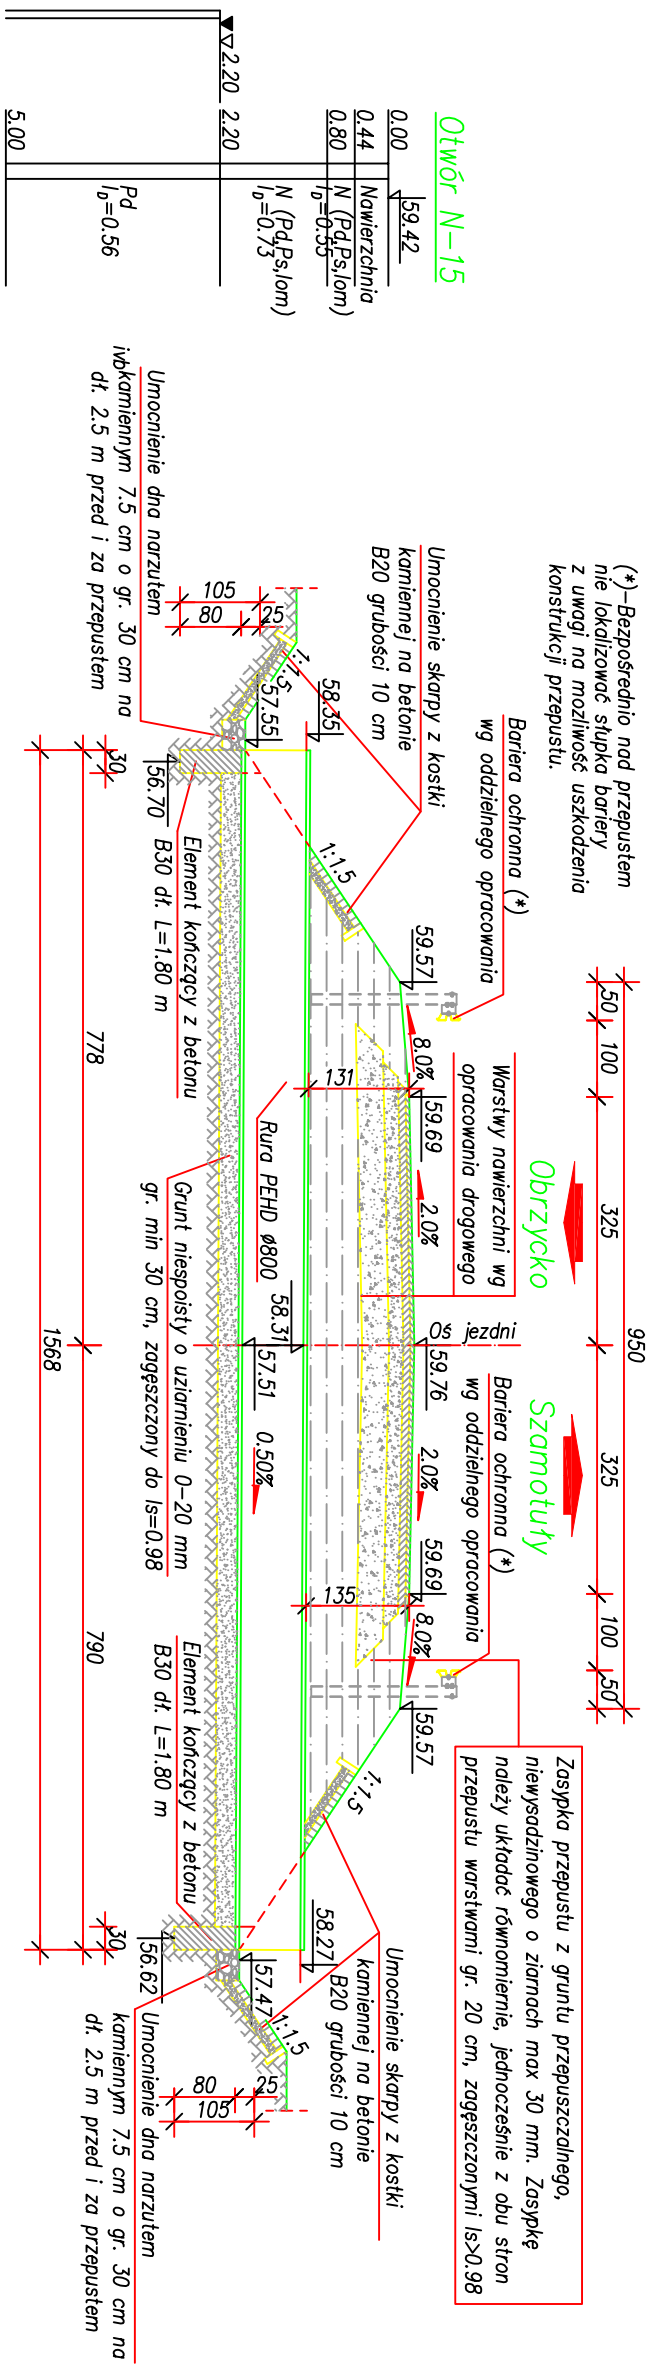 (*)-Bezpośrednio nad przepustem
nie lokalizować słupka bariery
z uwagi na możliwość uszkodzenia
konstrukcji przepustu.
Otwór N-15
59.42
0.00
0.44
0.80
2.20
2.20
5.00
Nawierzchnia
N (Pd,Ps,lom)
ID=0.55
N (Pd,Ps,lom)
ID=0.73
Pd
ID=0.56
950
50
100
325
325
100
50
Obrzycko
Szamotuły
Bariera ochronna (*)
wg oddzielnego opracowania
Umocnienie skarpy z kostki
kamiennej na betonie
B20 grubości 10 cm
Warstwy nawierzchni wg
opracowania drogowego
Oś jezdni
Bariera ochronna (*)
wg oddzielnego opracowania
Zasypka przepustu z gruntu przepuszczalnego,
niewysadzinowego o ziarnach max 30 mm. Zasypkę
należy układać równomiernie, jednocześnie z obu stron
przepustu warstwami gr. 20 cm, zagęszczonymi Is>0.98
59.57
8.0%
59.69
2.0%
59.76
2.0%
59.69
8.0%
59.57
1:1.5
1:1.5
1:1.5
1:1.5
131
135
58.35
57.55
58.31
57.51
58.27
57.47
0.50%
Rura PEHD ø800
105
80
25
25
80
105
56.70
56.62
30
30
Umocnienie skarpy z kostki
kamiennej na betonie
B20 grubości 10 cm
Umocnienie dna narzutem
kamiennym 7.5 cm o gr. 30 cm na
dł. 2.5 m przed i za przepustem
Element kończący z betonu
B30 dł. L=1.80 m
Grunt niespoisty o uziarnieniu 0-20 mm
gr. min 30 cm, zagęszczony do Is=0.98
Element kończący z betonu
B30 dł. L=1.80 m
Umocnienie dna narzutem
kamiennym 7.5 cm o gr. 30 cm na
dł. 2.5 m przed i za przepustem
778
790
1568